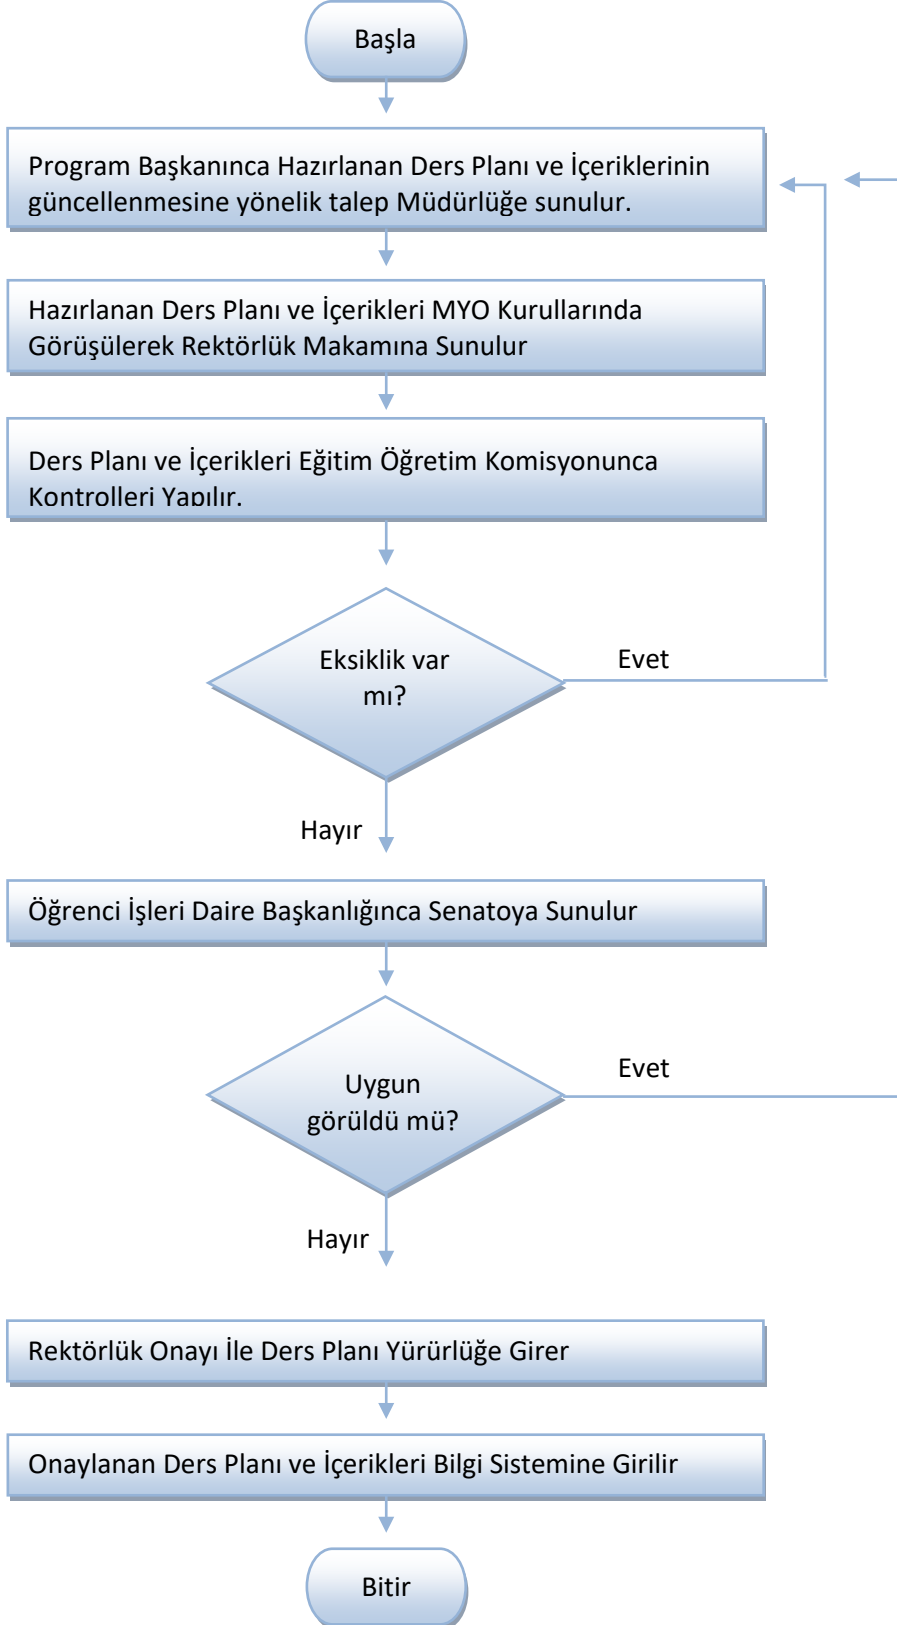 Başla
Program Başkanınca Hazırlanan Ders Planı ve İçeriklerinin
güncellenmesine yönelik talep Müdürlüğe sunulur.
Hazırlanan Ders Planı ve İçerikleri MYO Kurullarında
Görüşülerek Rektörlük Makamına Sunulur
Ders Planı ve İçerikleri Eğitim Öğretim Komisyonunca
Kontrolleri Yapılır.
Eksiklik var
mı?
Evet
Hayır
Öğrenci İşleri Daire Başkanlığınca Senatoya Sunulur
Uygun
görüldü mü?
Evet
Hayır
Rektörlük Onayı İle Ders Planı Yürürlüğe Girer
Onaylanan Ders Planı ve İçerikleri Bilgi Sistemine Girilir
Bitir